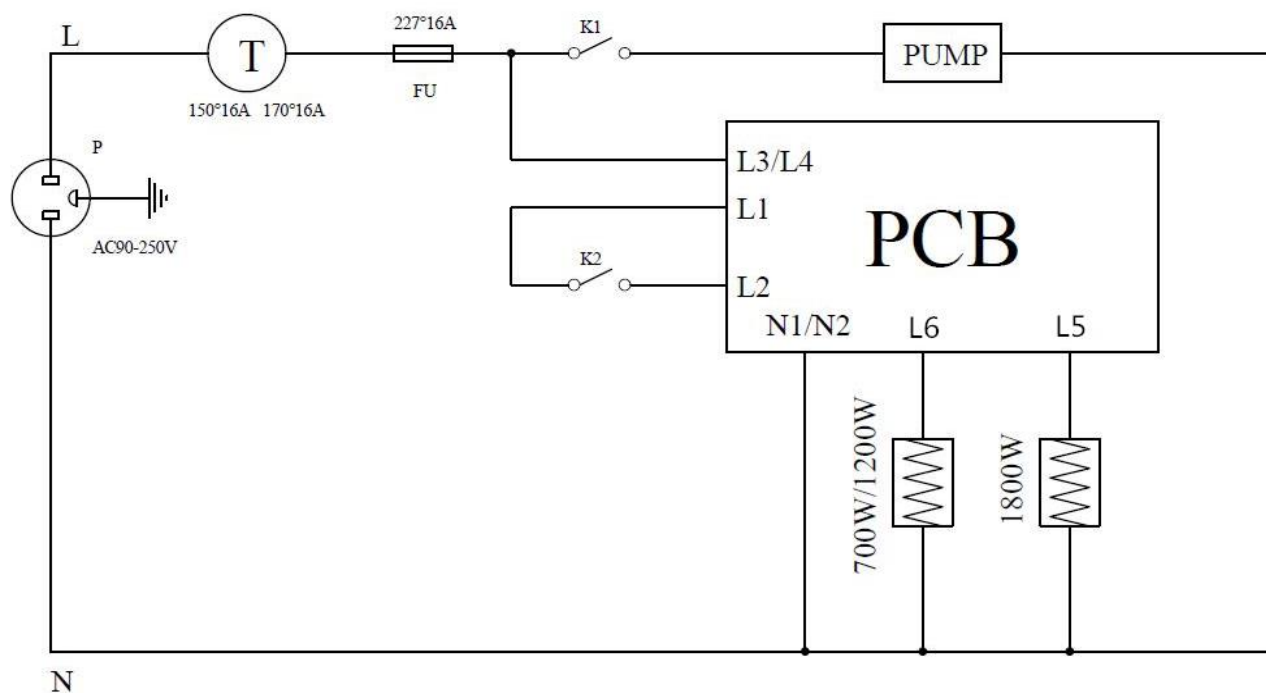 L
T
150°16A 170°16A
227°16A
FU
K1
PUMP
P
AC90-250V
L3/L4
L1
K2
L2
PCB
N1/N2
L6
L5
700W/1200W
1800W
N